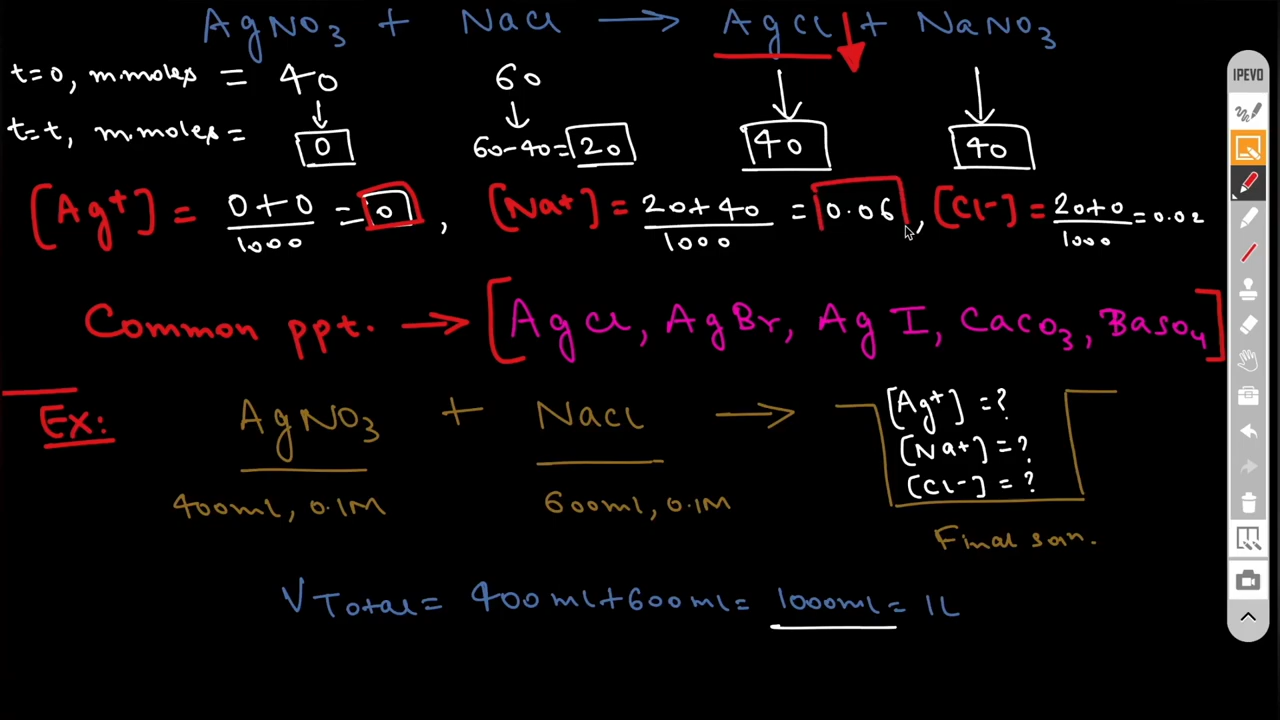 AgNO₃ + NaCl → AgCl↓ + NaNO₃
IPEVO
t=0, m.moles = 40 60
t=t, m.moles = 0 60-40=20 40 40
[Ag⁺] = 0+0/1000 = 0, [Na⁺] = 20+40/1000 = 0.06, [Cl-] = 20+0/1000 = 0.02
Common ppt. → [AgCl, AgBr, AgI, CaCO₃, BaSO₄]
Ex: AgNO₃ + NaCl →
[Ag⁺] = ?
[Na⁺] = ?
[Cl-] = ?
400ml, 0.1M 600ml, 0.1M
Final son.
VTotal = 400ml+600ml = 1000ml = 1L